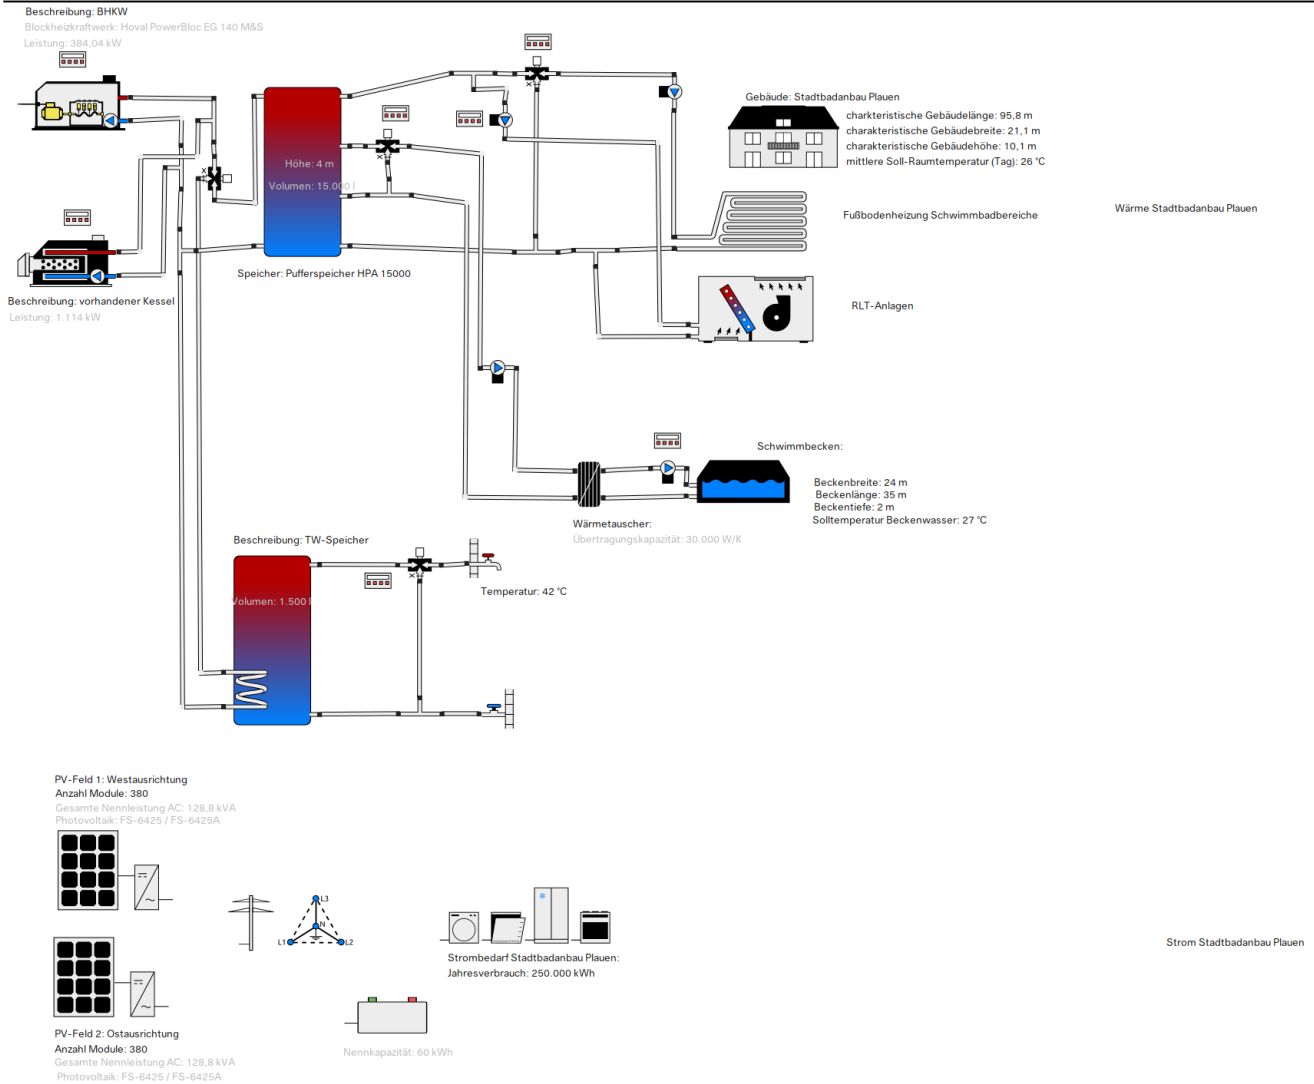 Beschreibung: BHKW
Blockheizkraftwerk: Hoval PowerBloc EG 140 M&S
Leistung: 384,04 kW
Gebäude: Stadtbadanbau Plauen
charkteristische Gebäudelänge: 95,8 m
charakteristische Gebäudebreite: 21,1 m
charakteristische Gebäudehöhe: 10,1 m
mittlere Soll-Raumtemperatur (Tag): 26 °C
Höhe: 4 m
Volumen: 15.000 l
Fußbodenheizung Schwimmbadbereiche
Wärme Stadtbadanbau Plauen
Speicher: Pufferspeicher HPA 15000
Beschreibung: vorhandener Kessel
Leistung: 1.114 kW
RLT-Anlagen
X
X
X
Schwimmbecken:
Beckenbreite: 24 m
Beckenlänge: 35 m
Beckentiefe: 2 m
Solltemperatur Beckenwasser: 27 °C
Wärmetauscher:
Übertragungskapazität: 30.000 W/K
Beschreibung: TW-Speicher
Volumen: 1.500 l
X
Temperatur: 42 °C
PV-Feld 1: Westausrichtung
Anzahl Module: 380
Gesamte Nennleistung AC: 128,8 kVA
Photovoltaik: FS-6425 / FS-6425A
L3
N
L1
L2
Strombedarf Stadtbadanbau Plauen:
Jahresverbrauch: 250.000 kWh
Strom Stadtbadanbau Plauen
Nennkapazität: 60 kWh
PV-Feld 2: Ostausrichtung
Anzahl Module: 380
Gesamte Nennleistung AC: 128,8 kVA
Photovoltaik: FS-6425 / FS-6425A